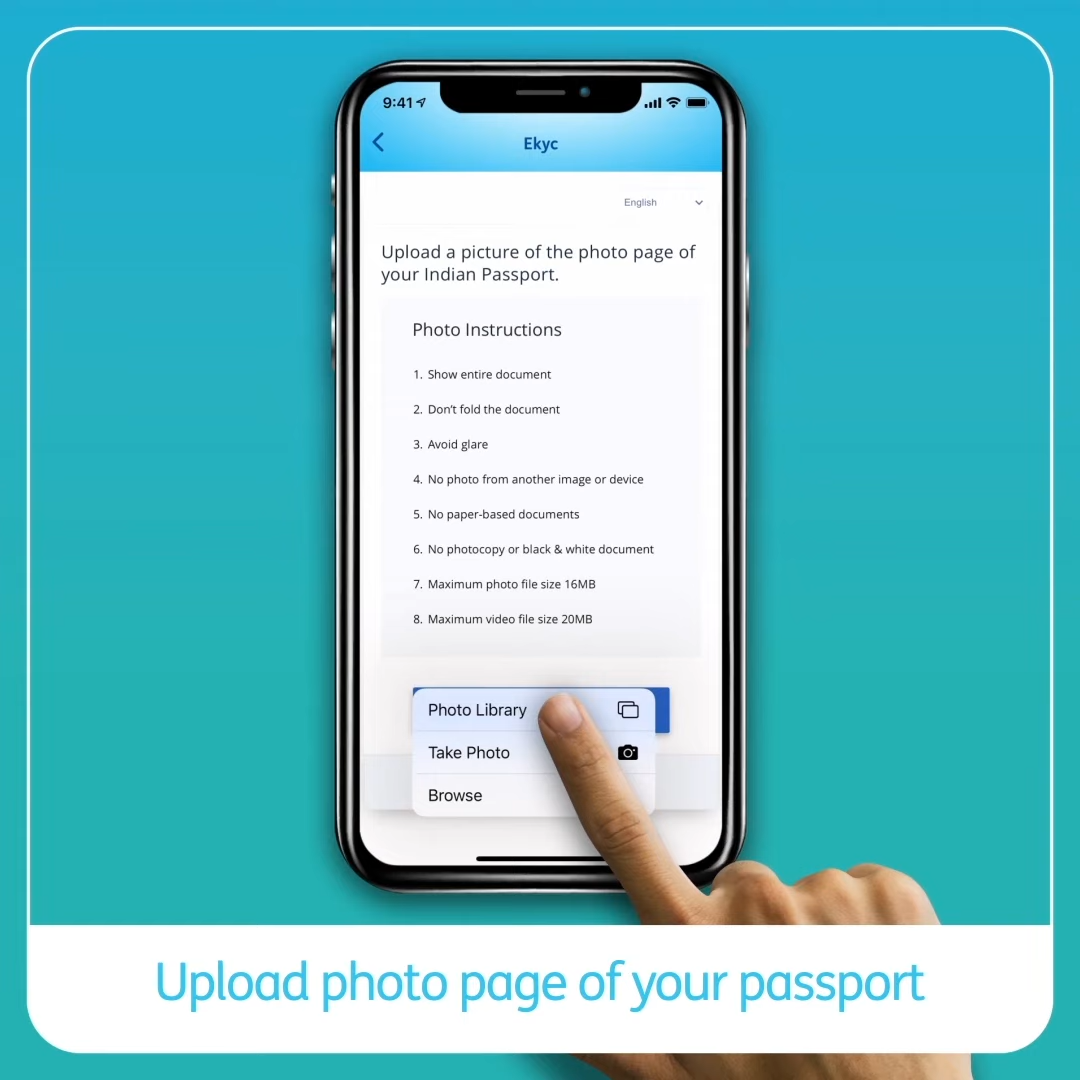 9:41
Ekyc
English
Upload a picture of the photo page of
your Indian Passport.
Photo Instructions
1. Show entire document
2. Don't fold the document
3. Avoid glare
4. No photo from another image or device
5. No paper-based documents
6. No photocopy or black & white document
7. Maximum photo file size 16MB
8. Maximum video file size 20MB
Photo Library
Take Photo
Browse
Upload photo page of your passport